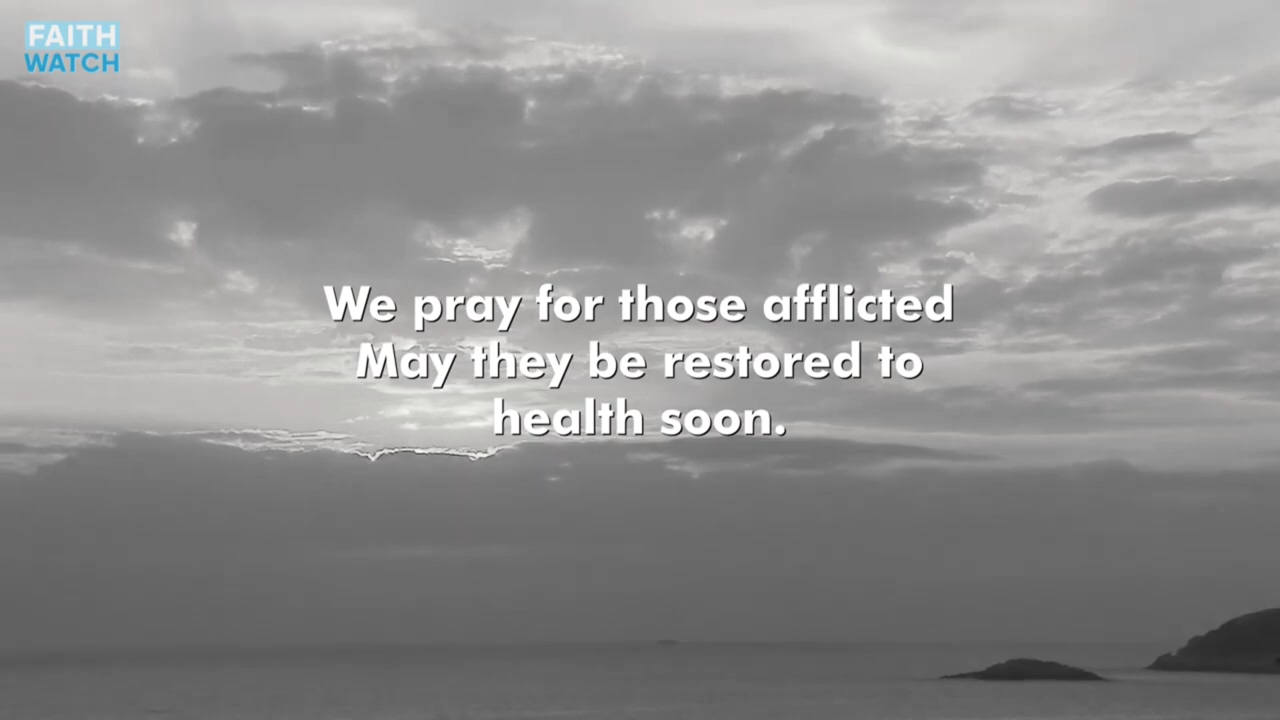 FAITH
WATCH
We pray for those afflicted
May they be restored to
health soon.